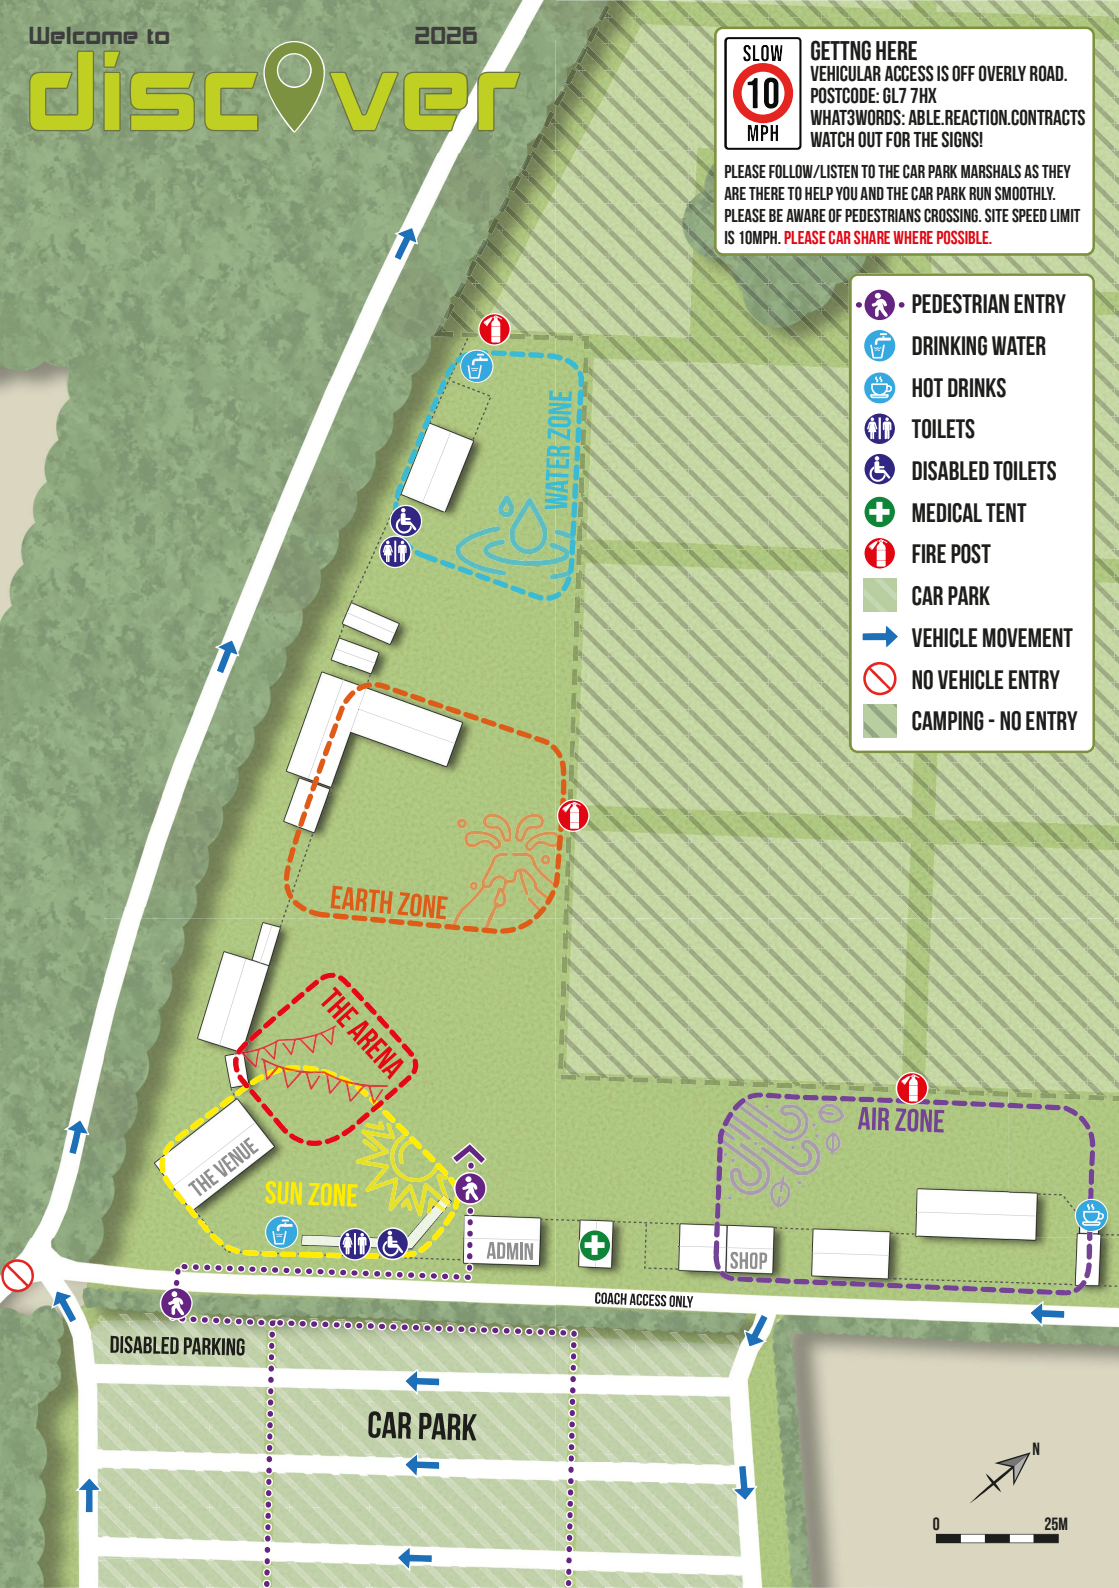 Welcome to
2026
discover
SLOW
10
MPH
GETTNG HERE
VEHICULAR ACCESS IS OFF OVERLY ROAD.
POSTCODE: GL7 7HX
WHAT3WORDS: ABLE.REACTION.CONTRACTS
WATCH OUT FOR THE SIGNS!
PLEASE FOLLOW/LISTEN TO THE CAR PARK MARSHALS AS THEY
ARE THERE TO HELP YOU AND THE CAR PARK RUN SMOOTHLY.
PLEASE BE AWARE OF PEDESTRIANS CROSSING. SITE SPEED LIMIT
IS 10MPH. PLEASE CAR SHARE WHERE POSSIBLE.
PEDESTRIAN ENTRY
DRINKING WATER
HOT DRINKS
TOILETS
DISABLED TOILETS
MEDICAL TENT
FIRE POST
CAR PARK
VEHICLE MOVEMENT
NO VEHICLE ENTRY
CAMPING - NO ENTRY
WATER ZONE
EARTH ZONE
THE ARENA
AIR ZONE
THE VENUE
SUN ZONE
ADMIN
SHOP
COACH ACCESS ONLY
DISABLED PARKING
CAR PARK
N
0
25M